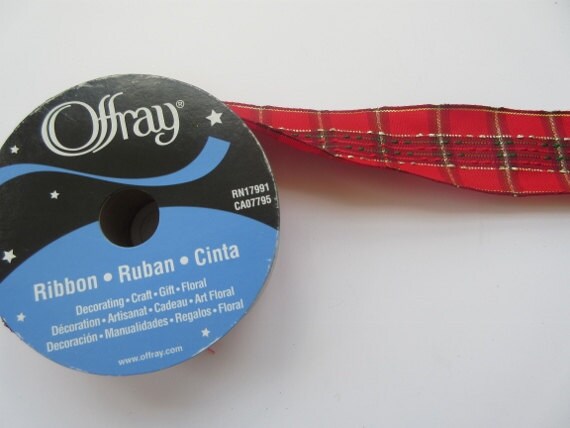 Offray®
RN17991
CA07795
Ribbon • Ruban • Cinta
Decorating • Craft • Gift • Floral
Décoration • Artisanat • Cadeau • Art Floral
Decoración • Manualidades • Regalos • Floral
www.offray.com